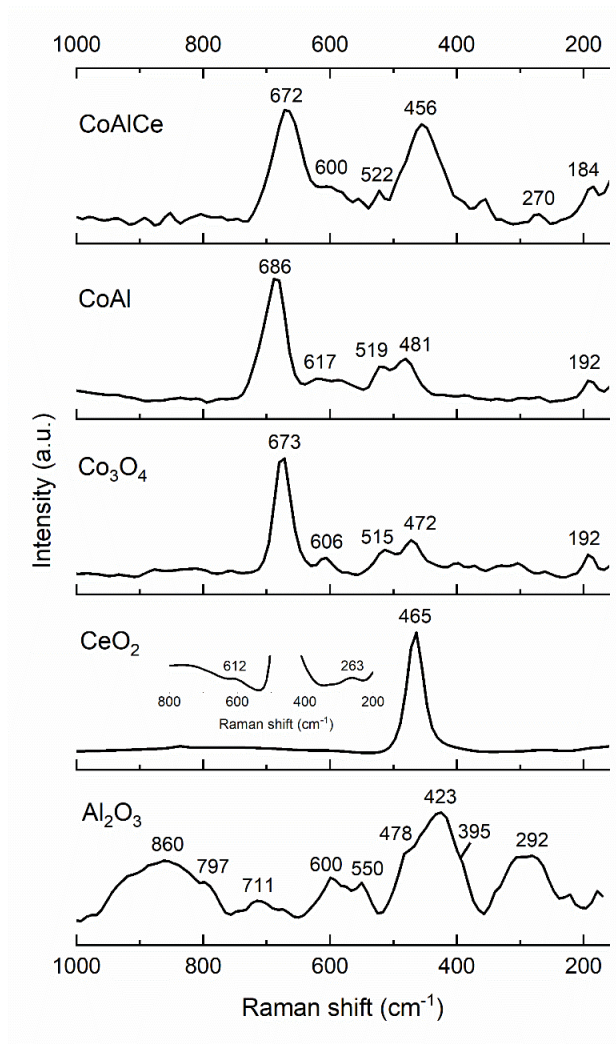 1000 800 600 400 200
CoAlCe
672
600
522
456
270
184
CoAl
686
617
519
481
192
Co₃O₄
673
606
515
472
192
CeO₂
465
612
263
800 600 400 200
Raman shift (cm⁻¹)
Al₂O₃
860
797
711
600
550
478
423
395
292
1000 800 600 400 200
Raman shift (cm⁻¹)
Intensity (a.u.)